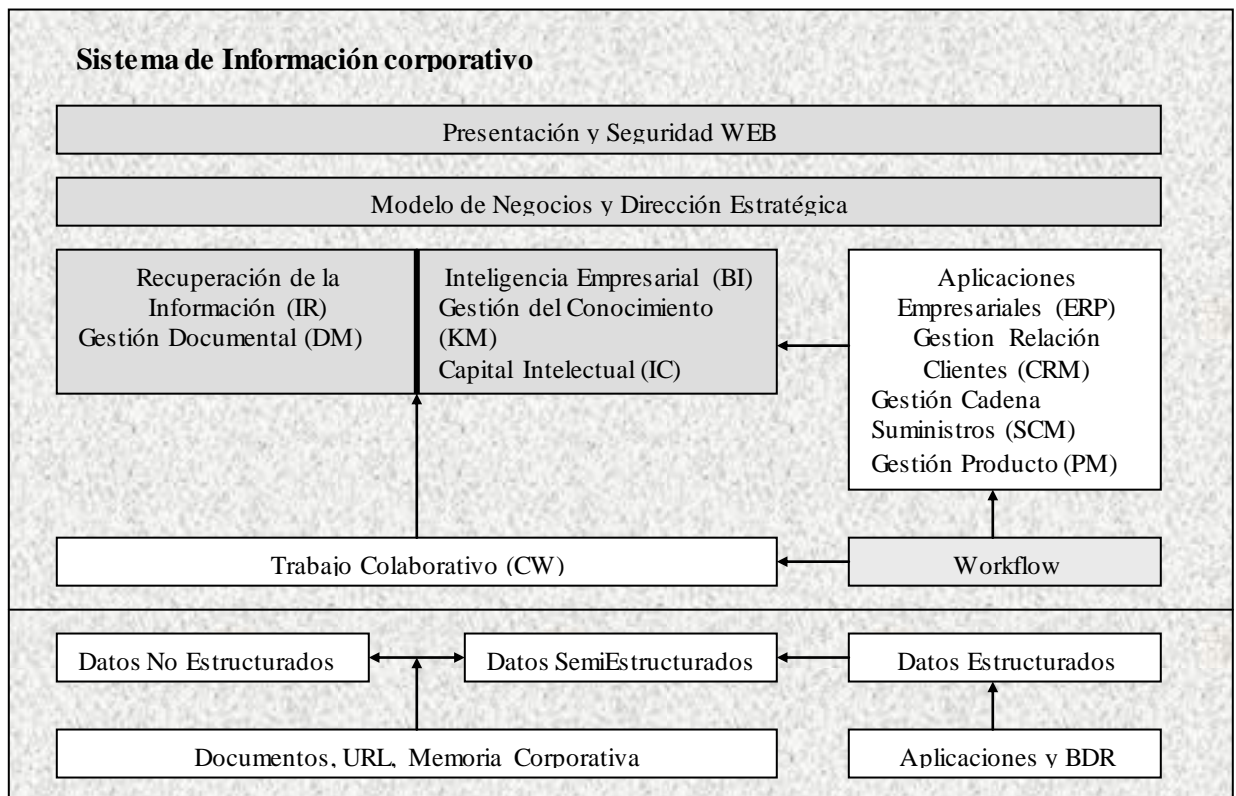 Sistema de Información corporativo
Presentación y Seguridad WEB
Modelo de Negocios y Dirección Estratégica
Recuperación de la
Información (IR)
Gestión Documental (DM)
Inteligencia Empresarial (BI)
Gestión del Conocimiento
(KM)
Capital Intelectual (IC)
Aplicaciones
Empresariales (ERP)
Gestion Relación
Clientes (CRM)
Gestión Cadena
Suministros (SCM)
Gestión Producto (PM)
Trabajo Colaborativo (CW)
Workflow
Datos No Estructurados
Datos SemiEstructurados
Datos Estructurados
Documentos, URL, Memoria Corporativa
Aplicaciones y BDR